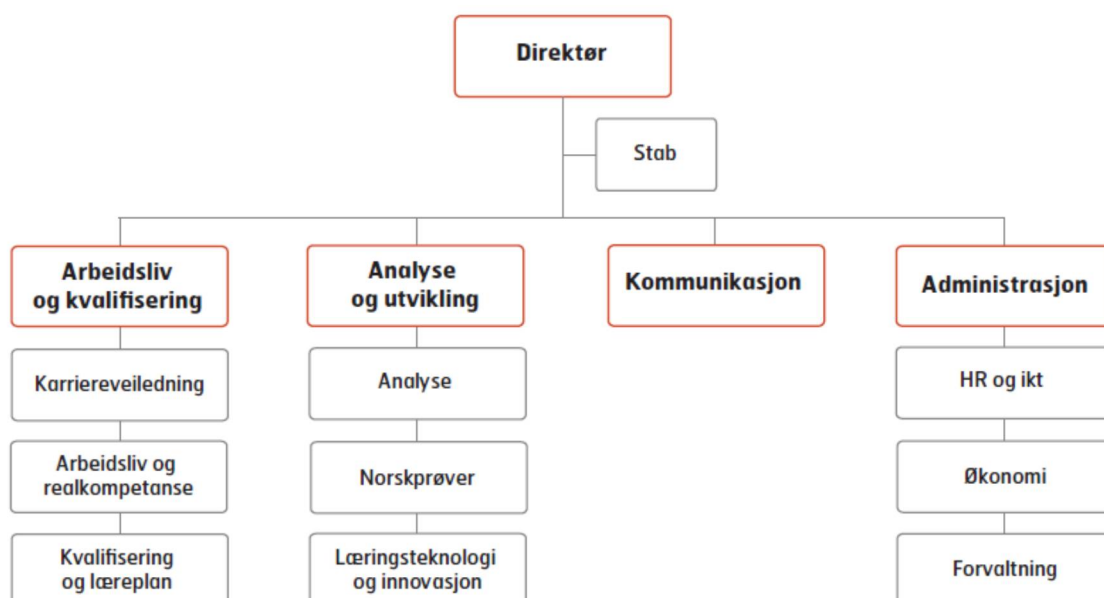 Direktør
Stab
Arbeidsliv
og kvalifisering
Analyse
og utvikling
Kommunikasjon
Administrasjon
Karriereveiledning
Analyse
HR og ikt
Arbeidsliv og
realkompetanse
Norskprøver
Økonomi
Kvalifisering
og læreplan
Læringsteknologi
og innovasjon
Forvaltning